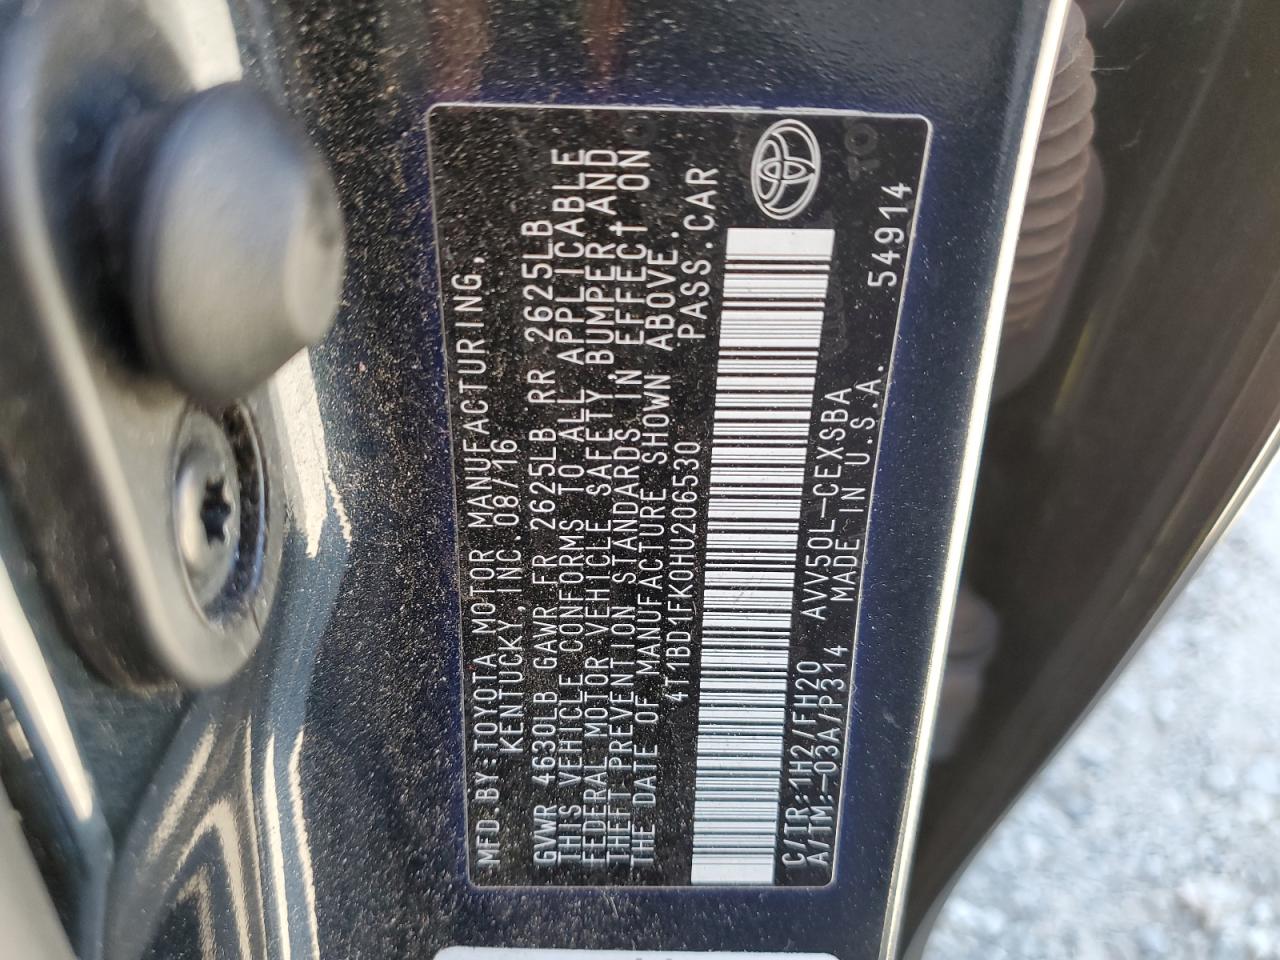 MFD.BY:TOYOTA MOTOR MANUFACTURING,
KENTUCKY, INC. 08/16
GVWR 4630LB GAWR FR 2625LB RR 2625LB
THIS VEHICLE CONFORMS TO ALL APPLICABLE
FEDERAL MOTOR VEHICLE SAFETY,BUMPER,AND
THEFT PREVENTION STANDARDS IN EFFECT ON
THE DATE OF MANUFACTURE SHOWN ABOVE.
4T1BD1FK0HU206530 PASS.CAR
C/TR:1H2/FH20 AVV50L-CEXSBA
A/TM:-03A/P314 MADE IN U.S.A. 54914